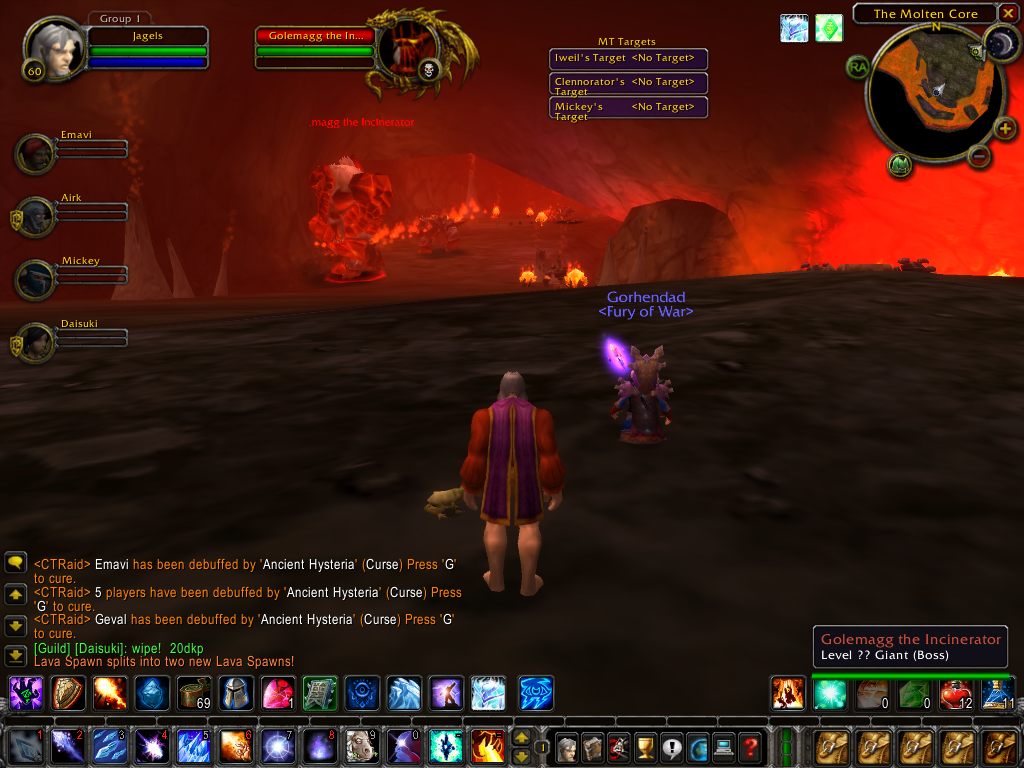 Group 1
Jagels
60
Golemagg the In...
The Molten Core
N
RA
MT Targets
Iweil's Target <No Target>
Clennorator's <No Target>
Target
Mickey's <No Target>
Target
magg the Incinerator
Emavi
Airk
Mickey
Daisuki
Gorhendad
<Fury of War>
<CTRaid> Emavi has been debuffed by 'Ancient Hysteria' (Curse) Press 'G'
to cure.
<CTRaid> 5 players have been debuffed by 'Ancient Hysteria' (Curse) Press
'G' to cure.
<CTRaid> Geval has been debuffed by 'Ancient Hysteria' (Curse) Press 'G'
to cure.
[Guild] [Daisuki]: wipe! 20dkp
Lava Spawn splits into two new Lava Spawns!
Golemagg the Incinerator
Level ?? Giant (Boss)
69 1 0 0 12 11
1 2 3 4 5 6 7 8 9 0 - =
1